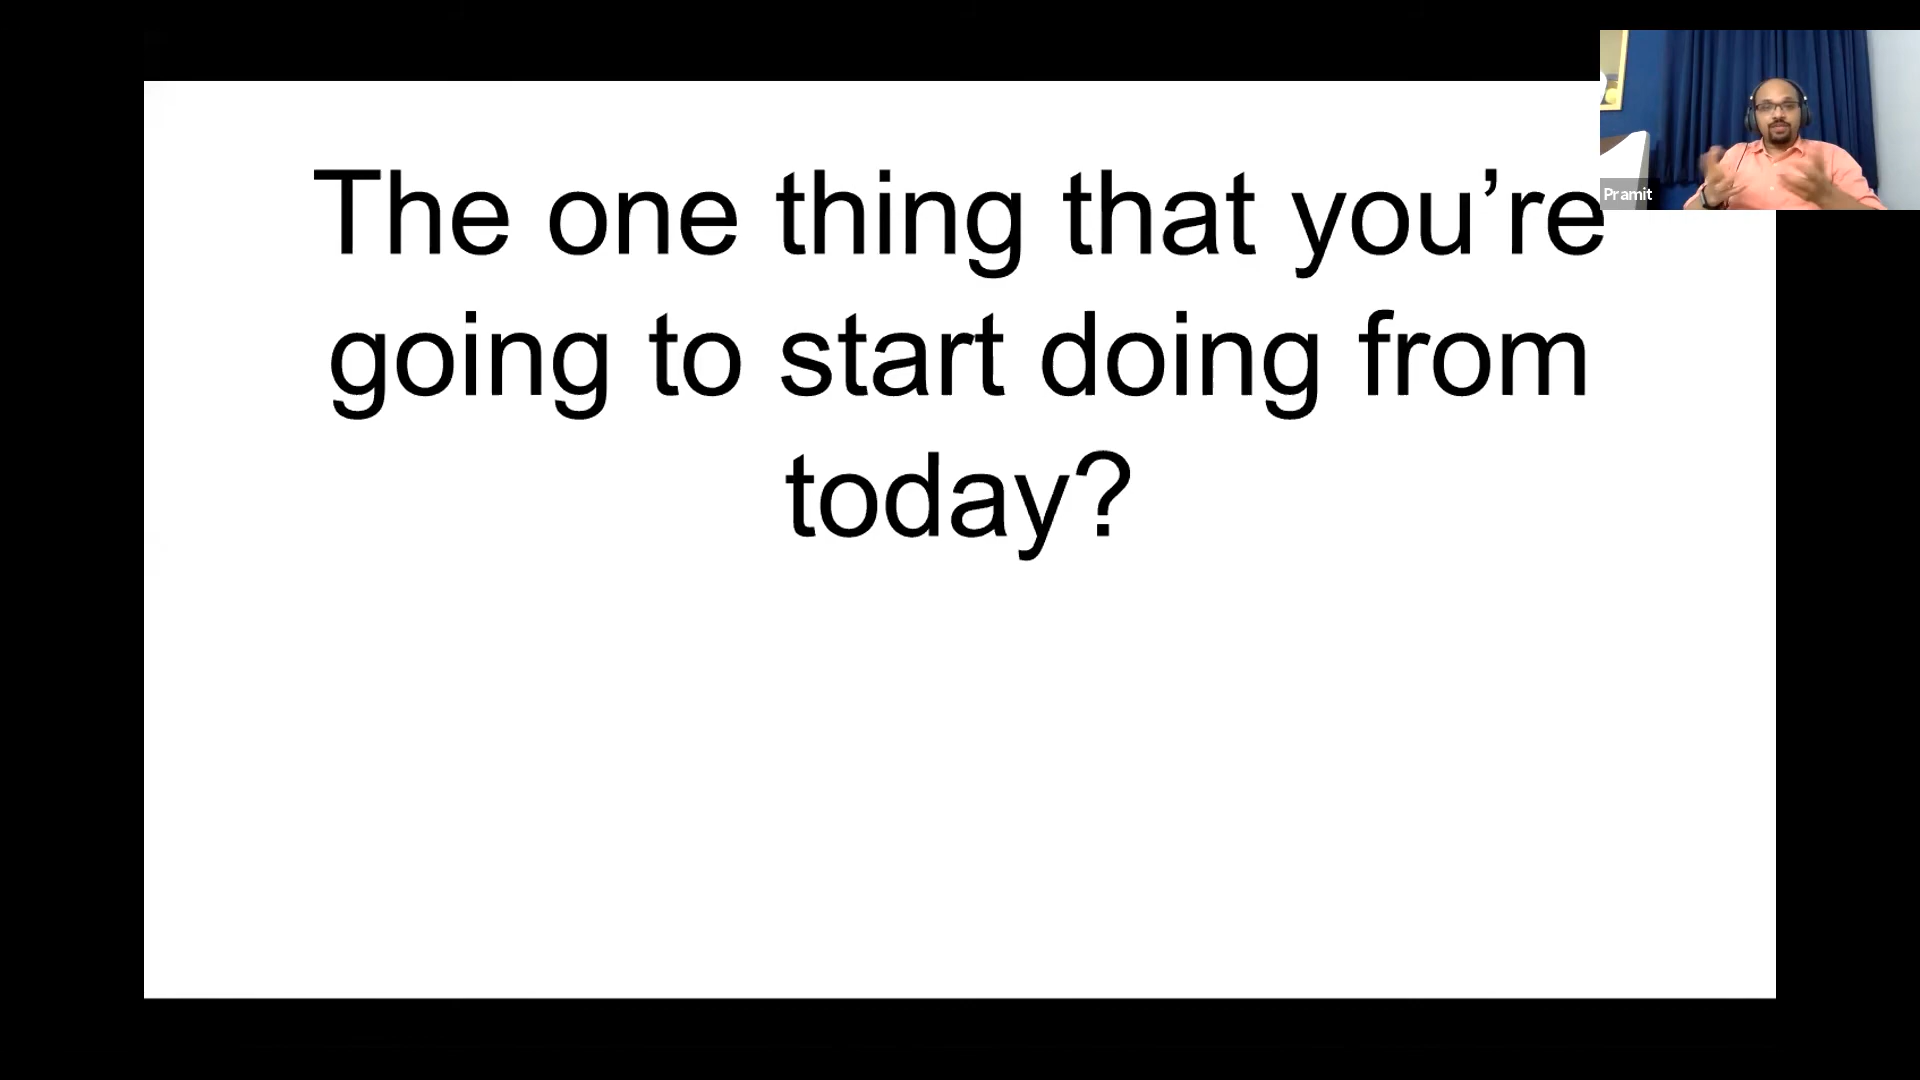 The one thing that you’re
going to start doing from
today?
Pramit